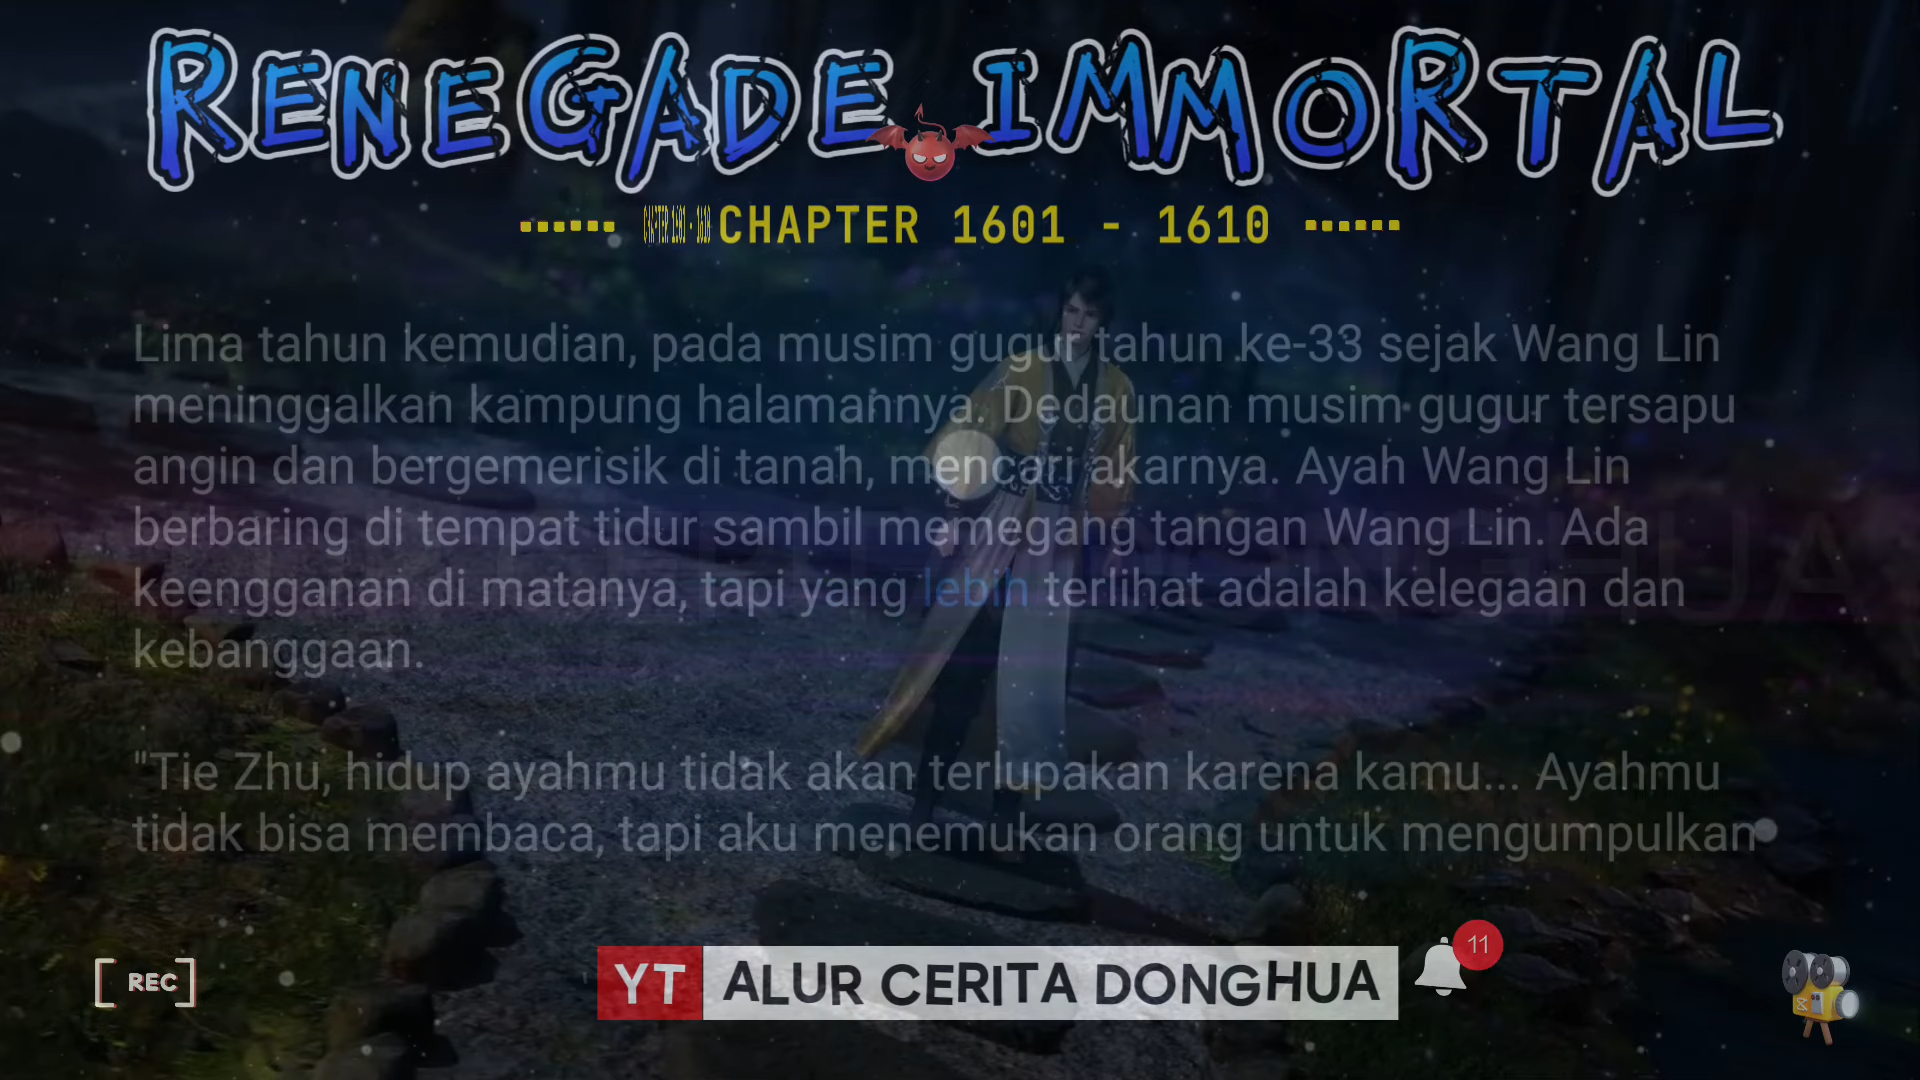 RENEGADE IMMORTAL
CHAPTER 1601 - 1610 CHAPTER 1601 - 1610
Lima tahun kemudian, pada musim gugur tahun ke-33 sejak Wang Lin
meninggalkan kampung halamannya. Dedaunan musim gugur tersapu
angin dan bergemerisik di tanah, mencari akarnya. Ayah Wang Lin
berbaring di tempat tidur sambil memegang tangan Wang Lin. Ada
keengganan di matanya, tapi yang lebih terlihat adalah kelegaan dan
kebanggaan.
"Tie Zhu, hidup ayahmu tidak akan terlupakan karena kamu... Ayahmu
tidak bisa membaca, tapi aku menemukan orang untuk mengumpulkan
[ REC ]
YT ALUR CERITA DONGHUA
11